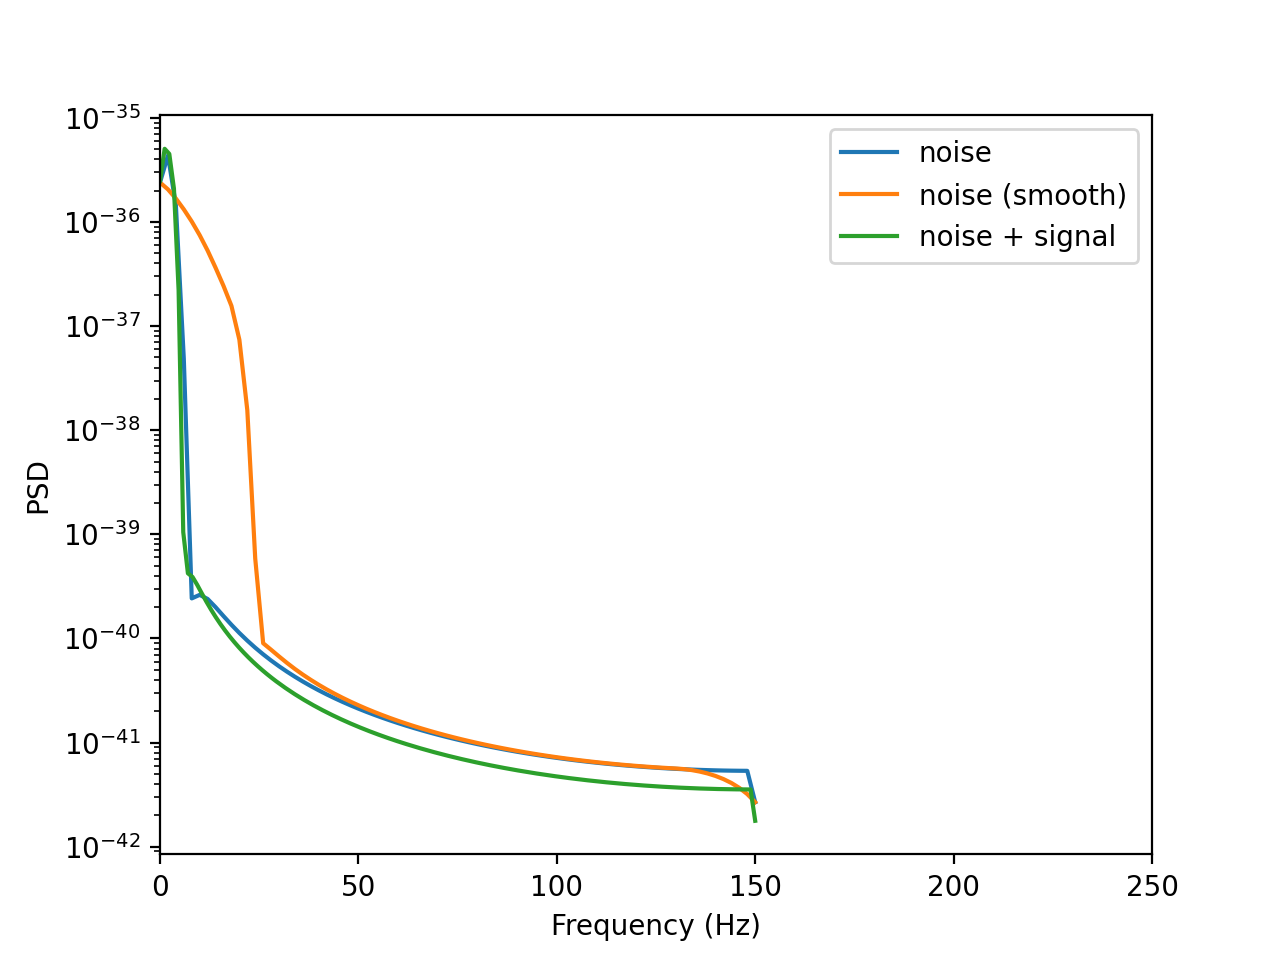 10⁻³⁵
10⁻³⁶
10⁻³⁷
10⁻³⁸
10⁻³⁹
10⁻⁴⁰
10⁻⁴¹
10⁻⁴²
PSD
noise
noise (smooth)
noise + signal
0 50 100 150 200 250
Frequency (Hz)